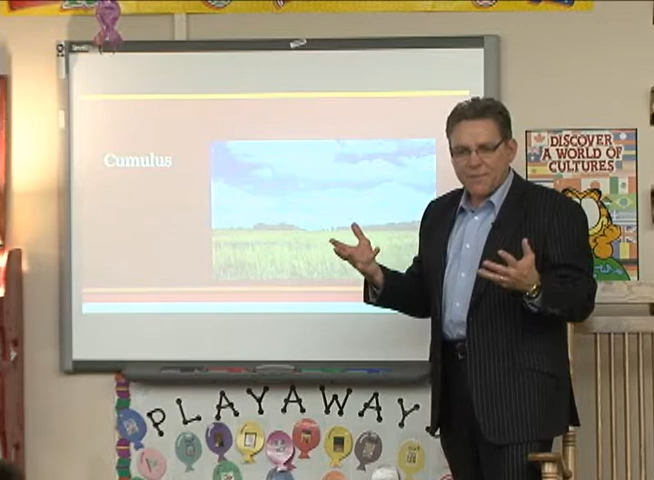 Cumulus
DISCOVER
A WORLD OF
CULTURES
PLAYAWAY